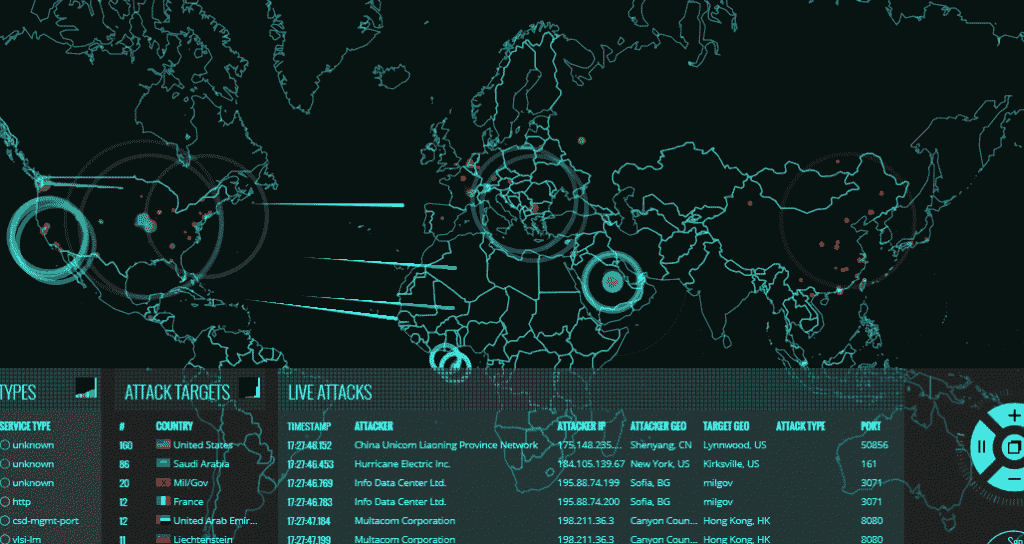 TYPES
SERVICE TYPE
unknown
unknown
unknown
http
csd-mgmt-port
vlsi-lm
ATTACK TARGETS
# COUNTRY
160 United States
86 Saudi Arabia
20 Mil/Gov
12 France
12 United Arab Emir...
11 Liechtenstein
LIVE ATTACKS
TIMESTAMP ATTACKER ATTACKER IP ATTACKER GEO TARGET GEO ATTACK TYPE PORT
17:27:46.152 China Unicom Liaoning Province Network 175.148.235.... Shenyang, CN Lynnwood, US 50856
17:27:46.453 Hurricane Electric Inc. 184.105.139.67 New York, US Kirksville, US 161
17:27:46.769 Info Data Center Ltd. 195.88.74.199 Sofia, BG milgov 3071
17:27:46.783 Info Data Center Ltd. 195.88.74.200 Sofia, BG milgov 3071
17:27:47.184 Multacom Corporation 198.211.36.3 Canyon Coun... Hong Kong, HK 8080
17:27:47.199 Multacom Corporation 198.211.36.3 Canyon Coun... Hong Kong, HK 8080